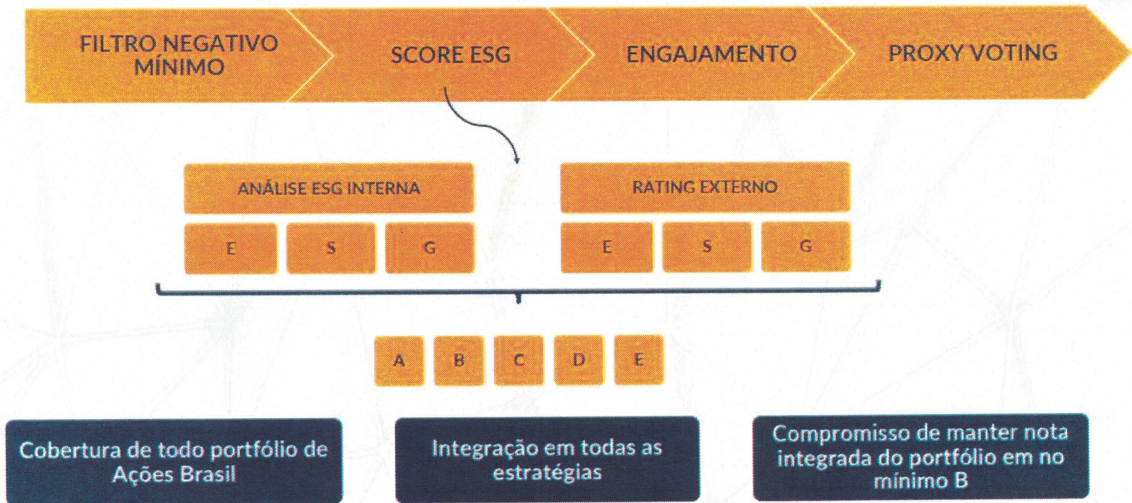 FILTRO NEGATIVO
MÍNIMO
SCORE ESG
ENGAJAMENTO
PROXY VOTING
ANÁLISE ESG INTERNA
RATING EXTERNO
E
S
G
E
S
G
A
B
C
D
E
Cobertura de todo portfólio de
Ações Brasil
Integração em todas as
estratégias
Compromisso de manter nota
integrada do portfólio em no
mínimo B